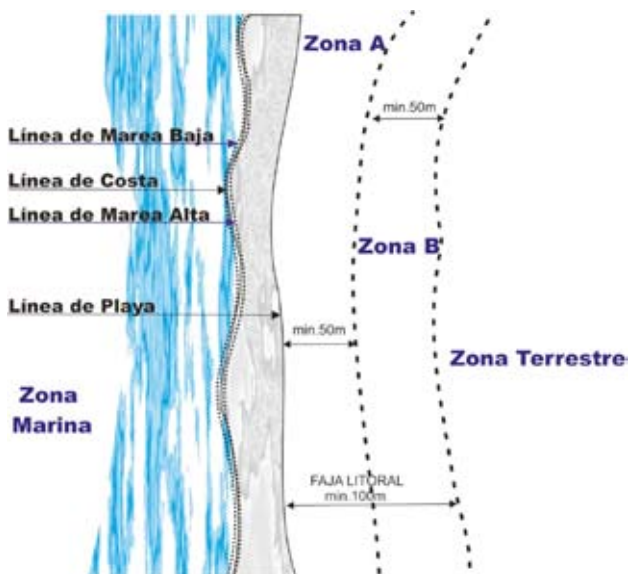 Zona A
min.50m
Línea de Marea Baja
Línea de Costa
Línea de Marea Alta
Zona B
Línea de Playa
min.50m
Zona Terrestre
Zona
Marina
FAJA LITORAL
min.100m